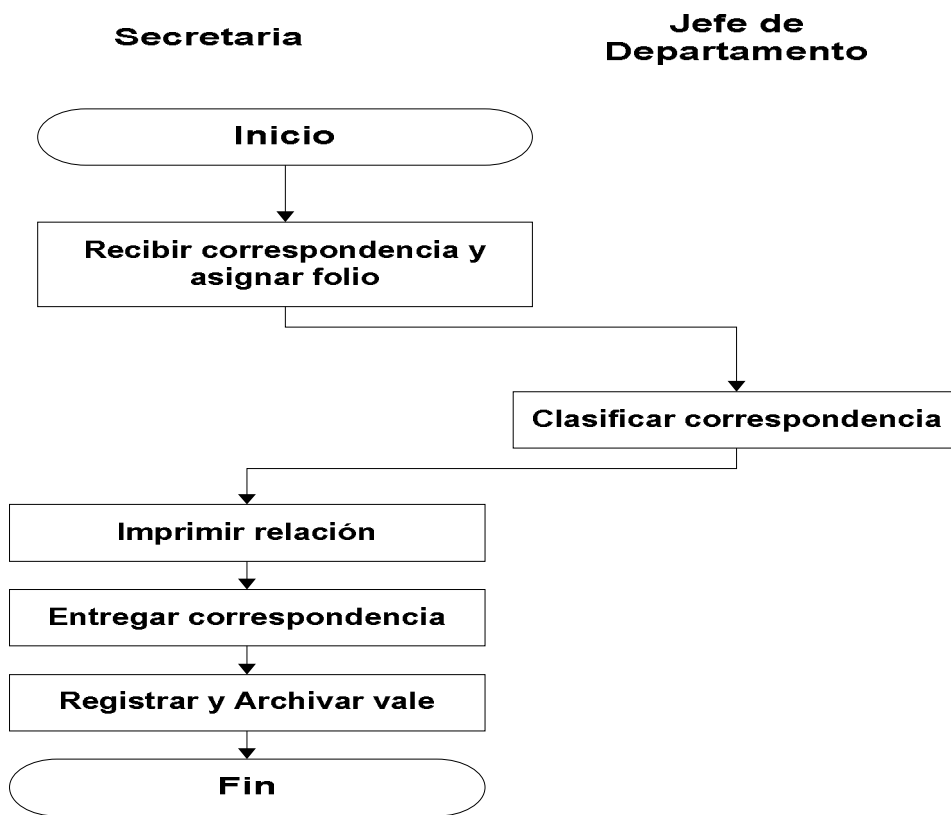 Secretaria
Jefe de
Departamento
Inicio
Recibir correspondencia y
asignar folio
Clasificar correspondencia
Imprimir relación
Entregar correspondencia
Registrar y Archivar vale
Fin